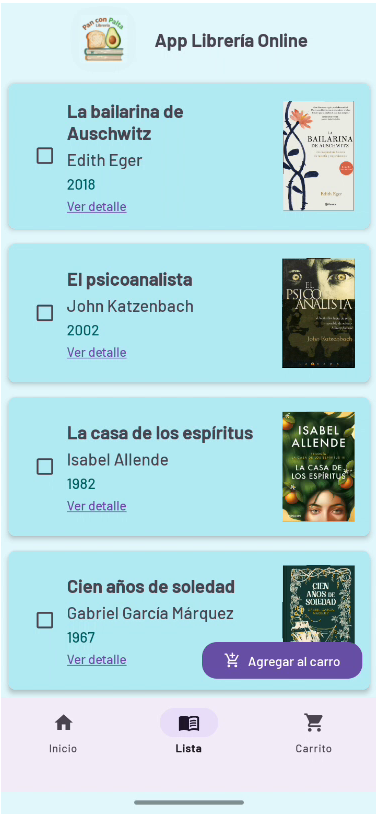 Pan con Palta
Librería
App Librería Online
La bailarina de
Auschwitz
Edith Eger
2018
Ver detalle
LA
BAILARINA
DE AUSCHWITZ
Edith Eger
El psicoanalista
John Katzenbach
2002
Ver detalle
EL
PSICO
ANALISTA
John Katzenbach
La casa de los espíritus
Isabel Allende
1982
Ver detalle
ISABEL
ALLENDE
LA CASA DE
LOS ESPÍRITUS
Cien años de soledad
Gabriel García Márquez
1967
Ver detalle
CIEN
AÑOS DE
SOLEDAD
Agregar al carro
Inicio
Lista
Carrito